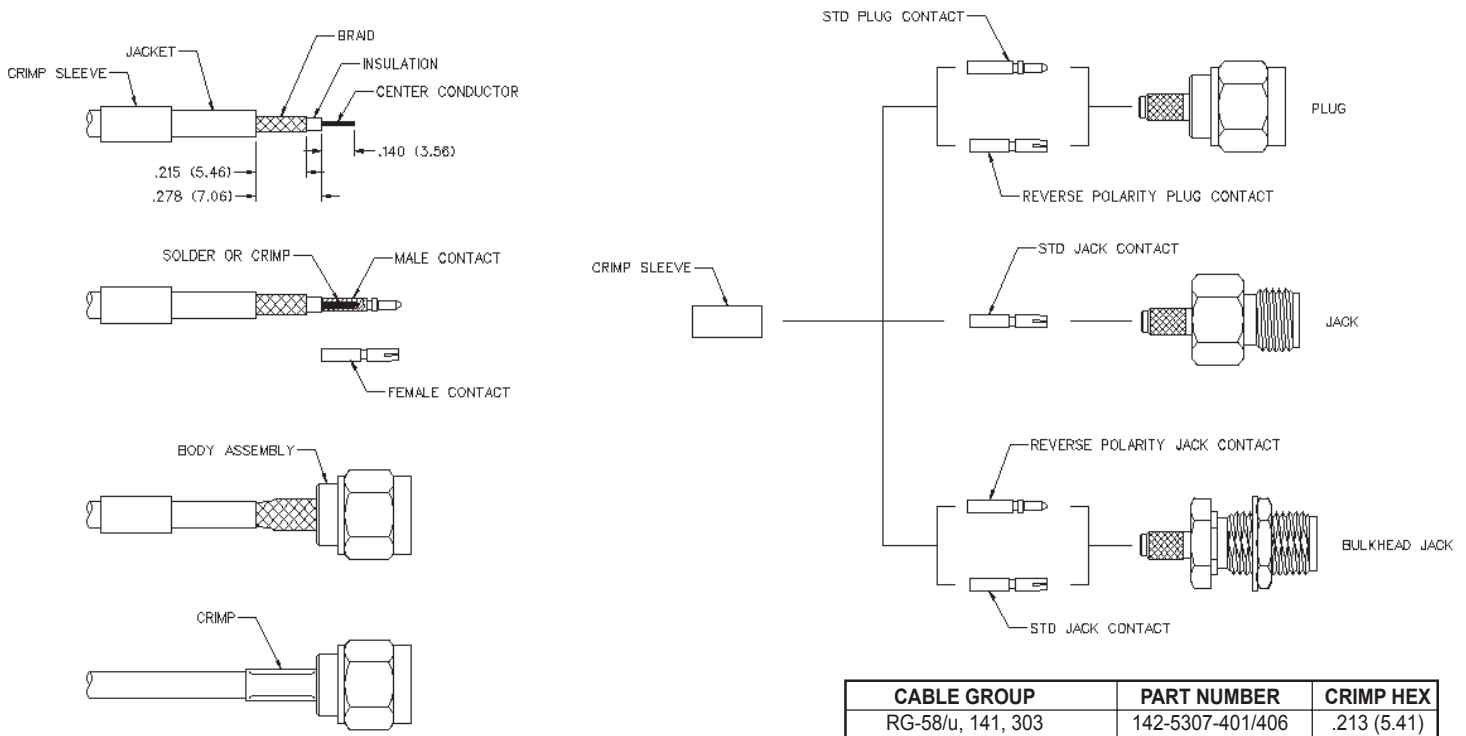 CRIMP SLEEVE
JACKET
BRAID
INSULATION
CENTER CONDUCTOR
.140 (3.56)
.215 (5.46)
.278 (7.06)
SOLDER OR CRIMP
MALE CONTACT
FEMALE CONTACT
BODY ASSEMBLY
CRIMP
STD PLUG CONTACT
PLUG
REVERSE POLARITY PLUG CONTACT
CRIMP SLEEVE
STD JACK CONTACT
JACK
REVERSE POLARITY JACK CONTACT
BULKHEAD JACK
STD JACK CONTACT
CABLE GROUP PART NUMBER CRIMP HEX
RG-58/u, 141, 303 142-5307-401/406 .213 (5.41)